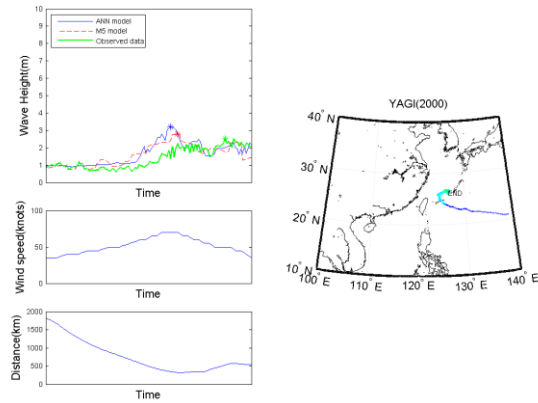 10
9
8
7
6
5
4
3
2
1
0
Wave Height(m)
ANN model
M5 model
Observed data
Time
100
50
0
Wind speed(knots)
Time
2000
1500
1000
500
0
Distance(km)
Time
YAGI(2000)
40° N
30° N
20° N
10° N
100° E
110° E
120° E
130° E
140° E
END